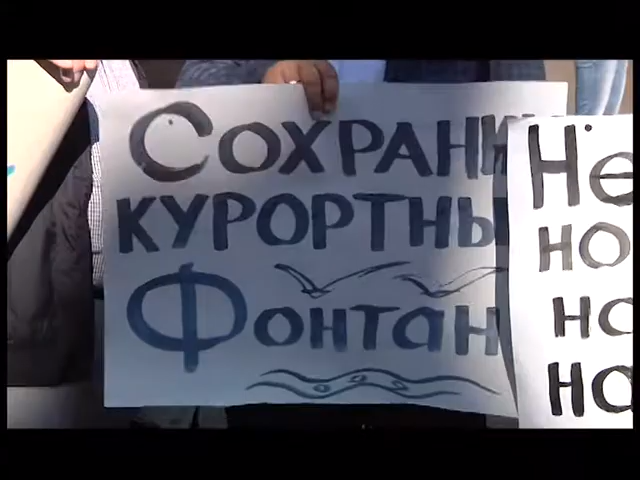 Сохрани
курортны
Фонтан
Не
но
но
но